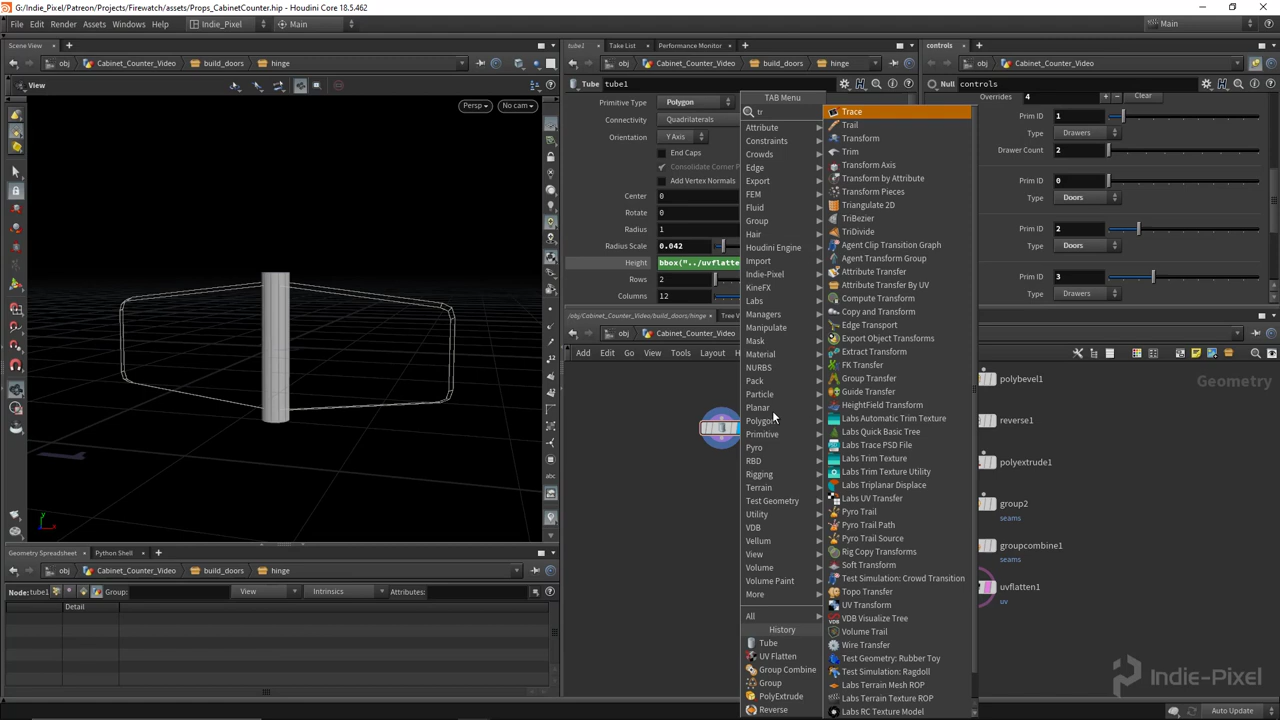 G:/Indie_Pixel/Patreon/Projects/Firewatch/assets/Props_CabinetCounter.hip - Houdini Core 18.5.462
File Edit Render Assets Windows Help Indie_Pixel Main Main
Scene View
obj Cabinet_Counter_Video build_doors hinge
View
Persp No cam
tube1 Take List Performance Monitor
obj Cabinet_Counter_Video build_doors hinge
Tube tube1
Primitive Type Polygon
Connectivity Quadrilaterals
Orientation Y Axis
End Caps
Consolidate Corner P
Add Vertex Normals
Center 0
Rotate 0
Radius 1
Radius Scale 0.042
Height bbox("../uvflatte
Rows 2
Columns 12
controls
obj Cabinet_Counter_Video
Null controls
Overrides 4 Clear
Prim ID 1
Type Drawers
Drawer Count 2
Prim ID 0
Type Doors
Prim ID 2
Type Doors
Prim ID 3
Type Drawers
/obj/Cabinet_Counter_Video/build_doors/hinge Tree V
obj Cabinet_Counter_Video
Add Edit Go View Tools Layout H
Geometry
polybevel1
reverse1
polyextrude1
group2
seams
groupcombine1
seams
uvflatten1
uv
TAB Menu
tr
Attribute
Constraints
Crowds
Edge
Export
FEM
Fluid
Group
Hair
Houdini Engine
Import
Indie-Pixel
KineFX
Labs
Managers
Manipulate
Mask
Material
NURBS
Pack
Particle
Planar
Polygon
Primitive
Pyro
RBD
Rigging
Terrain
Test Geometry
Utility
VDB
Vellum
View
Volume
Volume Paint
More
All
History
Tube
UV Flatten
Group Combine
Group
PolyExtrude
Reverse
Trace
Trail
Transform
Trim
Transform Axis
Transform by Attribute
Transform Pieces
Triangulate 2D
TriBezier
TriDivide
Agent Clip Transition Graph
Agent Transform Group
Attribute Transfer
Attribute Transfer By UV
Compute Transform
Copy and Transform
Edge Transport
Export Object Transforms
Extract Transform
FK Transfer
Group Transfer
Guide Transfer
HeightField Transform
Labs Automatic Trim Texture
Labs Quick Basic Tree
Labs Trace PSD File
Labs Trim Texture
Labs Trim Texture Utility
Labs Triplanar Displace
Labs UV Transfer
Pyro Trail
Pyro Trail Path
Pyro Trail Source
Rig Copy Transforms
Soft Transform
Test Simulation: Crowd Transition
Topo Transfer
UV Transform
VDB Visualize Tree
Volume Trail
Wire Transfer
Test Geometry: Rubber Toy
Test Simulation: Ragdoll
Labs Terrain Mesh ROP
Labs Terrain Texture ROP
Labs RC Texture Model
Geometry Spreadsheet Python Shell
obj Cabinet_Counter_Video build_doors hinge
Node: tube1 Group: View Intrinsics Attributes:
Detail
Indie-Pixel
Auto Update